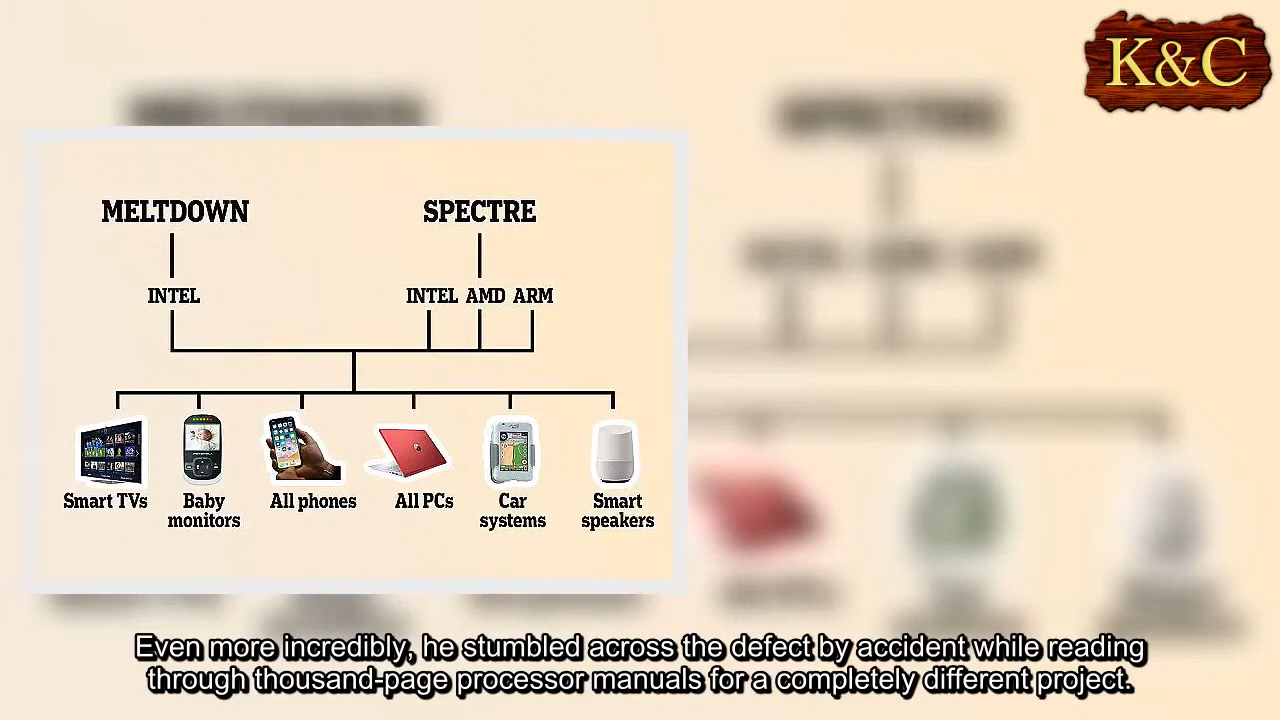 K&C
MELTDOWN
SPECTRE
INTEL
INTEL AMD ARM
Smart TVs
Baby
monitors
All phones
All PCs
Car
systems
Smart
speakers
Even more incredibly, he stumbled across the defect by accident while reading
through thousand-page processor manuals for a completely different project.